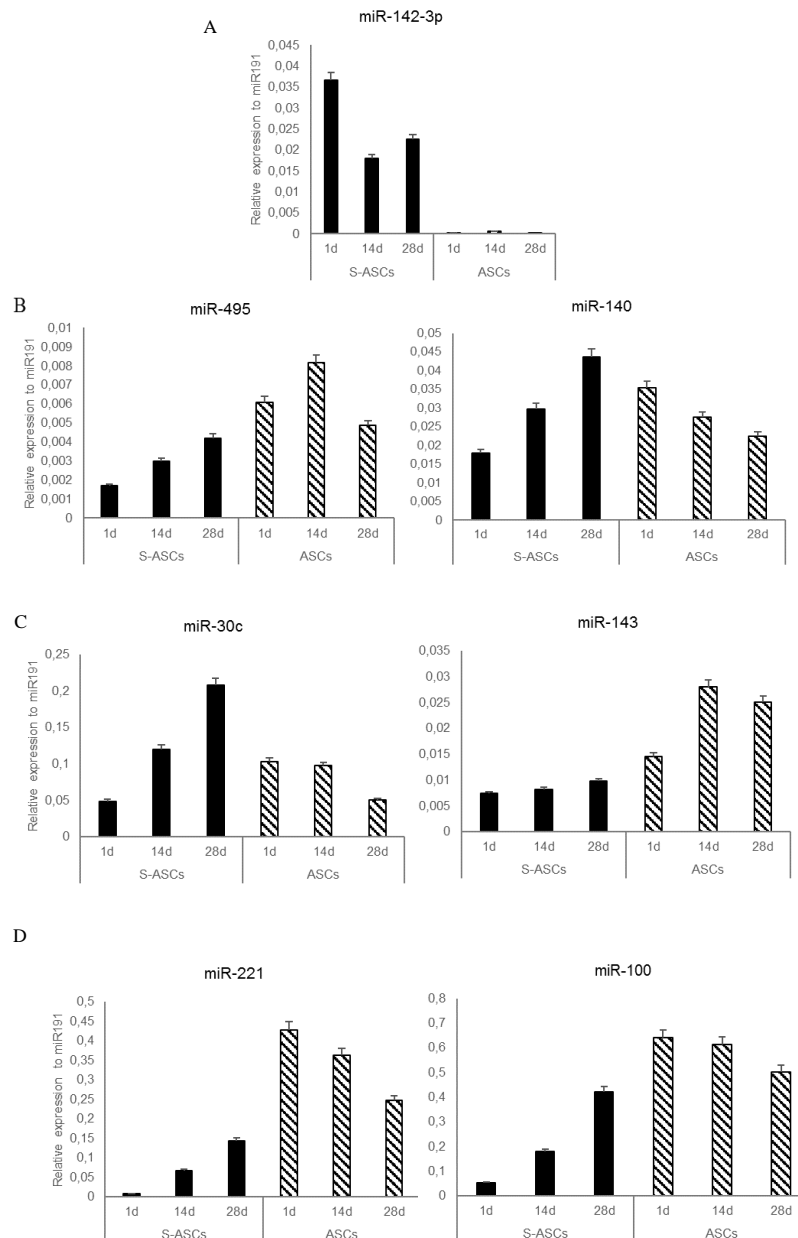 A
miR-142-3p
Relative expression to miR191
0,045
0,04
0,035
0,03
0,025
0,02
0,015
0,01
0,005
0
1d 14d 28d 1d 14d 28d
S-ASCs ASCs
B
miR-495
Relative expression to miR191
0,01
0,009
0,008
0,007
0,006
0,005
0,004
0,003
0,002
0,001
0
1d 14d 28d 1d 14d 28d
S-ASCs ASCs
miR-140
0,05
0,045
0,04
0,035
0,03
0,025
0,02
0,015
0,01
0,005
0
1d 14d 28d 1d 14d 28d
S-ASCs ASCs
C
miR-30c
Relative expression to miR191
0,25
0,2
0,15
0,1
0,05
0
1d 14d 28d 1d 14d 28d
S-ASCs ASCs
miR-143
0,035
0,03
0,025
0,02
0,015
0,010
0,005
0
1d 14d 28d 1d 14d 28d
S-ASCs ASCs
D
miR-221
Relative expression to miR191
0,5
0,45
0,4
0,35
0,3
0,25
0,2
0,15
0,1
0,05
0
1d 14d 28d 1d 14d 28d
S-ASCs ASCs
miR-100
0,8
0,7
0,6
0,5
0,4
0,3
0,2
0,1
0
1d 14d 28d 1d 14d 28d
S-ASCs ASCs